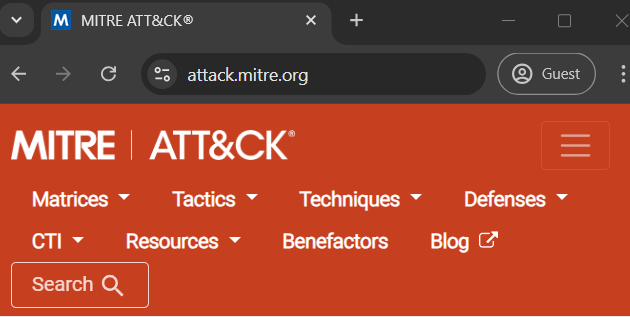 M MITRE ATT&CK®
attack.mitre.org Guest
MITRE | ATT&CK®
Matrices Tactics Techniques Defenses
CTI Resources Benefactors Blog
Search